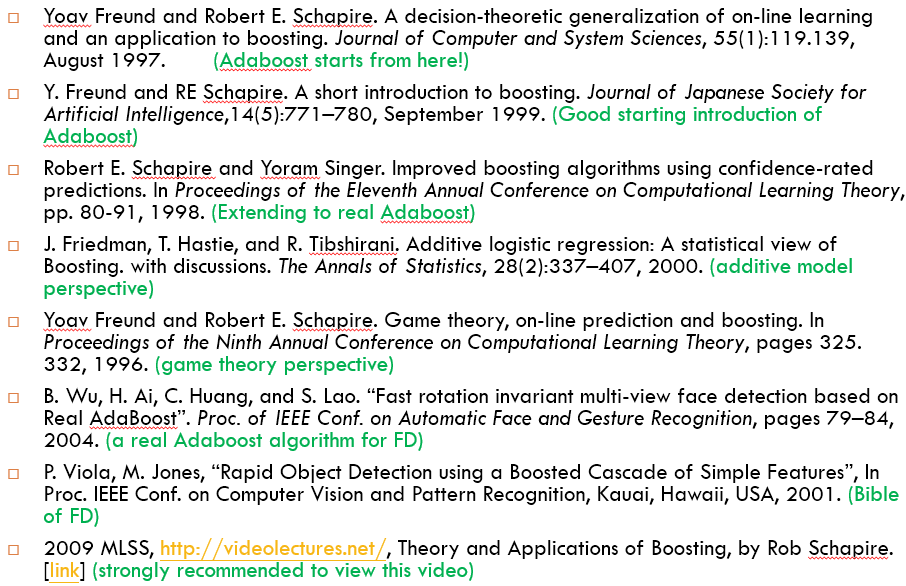 Yoav Freund and Robert E. Schapire. A decision-theoretic generalization of on-line learning
and an application to boosting. Journal of Computer and System Sciences, 55(1):119.139,
August 1997. (Adaboost starts from here!)
Y. Freund and RE Schapire. A short introduction to boosting. Journal of Japanese Society for
Artificial Intelligence,14(5):771–780, September 1999. (Good starting introduction of
Adaboost)
Robert E. Schapire and Yoram Singer. Improved boosting algorithms using confidence-rated
predictions. In Proceedings of the Eleventh Annual Conference on Computational Learning Theory,
pp. 80-91, 1998. (Extending to real Adaboost)
J. Friedman, T. Hastie, and R. Tibshirani. Additive logistic regression: A statistical view of
Boosting. with discussions. The Annals of Statistics, 28(2):337–407, 2000. (additive model
perspective)
Yoav Freund and Robert E. Schapire. Game theory, on-line prediction and boosting. In
Proceedings of the Ninth Annual Conference on Computational Learning Theory, pages 325.
332, 1996. (game theory perspective)
B. Wu, H. Ai, C. Huang, and S. Lao. “Fast rotation invariant multi-view face detection based on
Real AdaBoost”. Proc. of IEEE Conf. on Automatic Face and Gesture Recognition, pages 79–84,
2004. (a real Adaboost algorithm for FD)
P. Viola, M. Jones, “Rapid Object Detection using a Boosted Cascade of Simple Features”, In
Proc. IEEE Conf. on Computer Vision and Pattern Recognition, Kauai, Hawaii, USA, 2001. (Bible
of FD)
2009 MLSS, http://videolectures.net/, Theory and Applications of Boosting, by Rob Schapire.
[link] (strongly recommended to view this video)